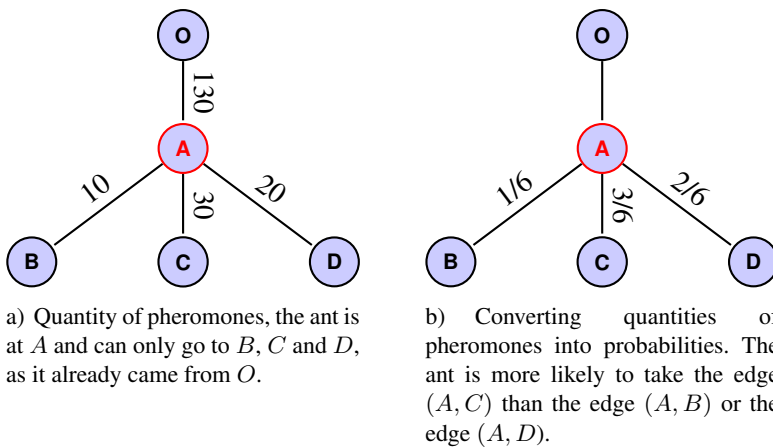 O
130
A
10
30
20
B
C
D
a) Quantity of pheromones, the ant is
at A and can only go to B, C and D,
as it already came from O.
O
A
1/6
3/6
2/6
B
C
D
b) Converting quantities of
pheromones into probabilities. The
ant is more likely to take the edge
(A, C) than the edge (A, B) or the
edge (A, D).